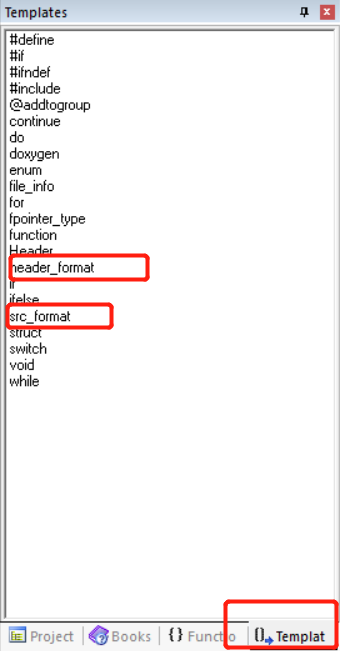 Templates
#define
#if
#ifndef
#include
@addtogroup
continue
do
doxygen
enum
file_info
for
fpointer_type
function
Header
header_format
if
ifelse
src_format
struct
switch
void
while
Project Books {} Functio {} Templat